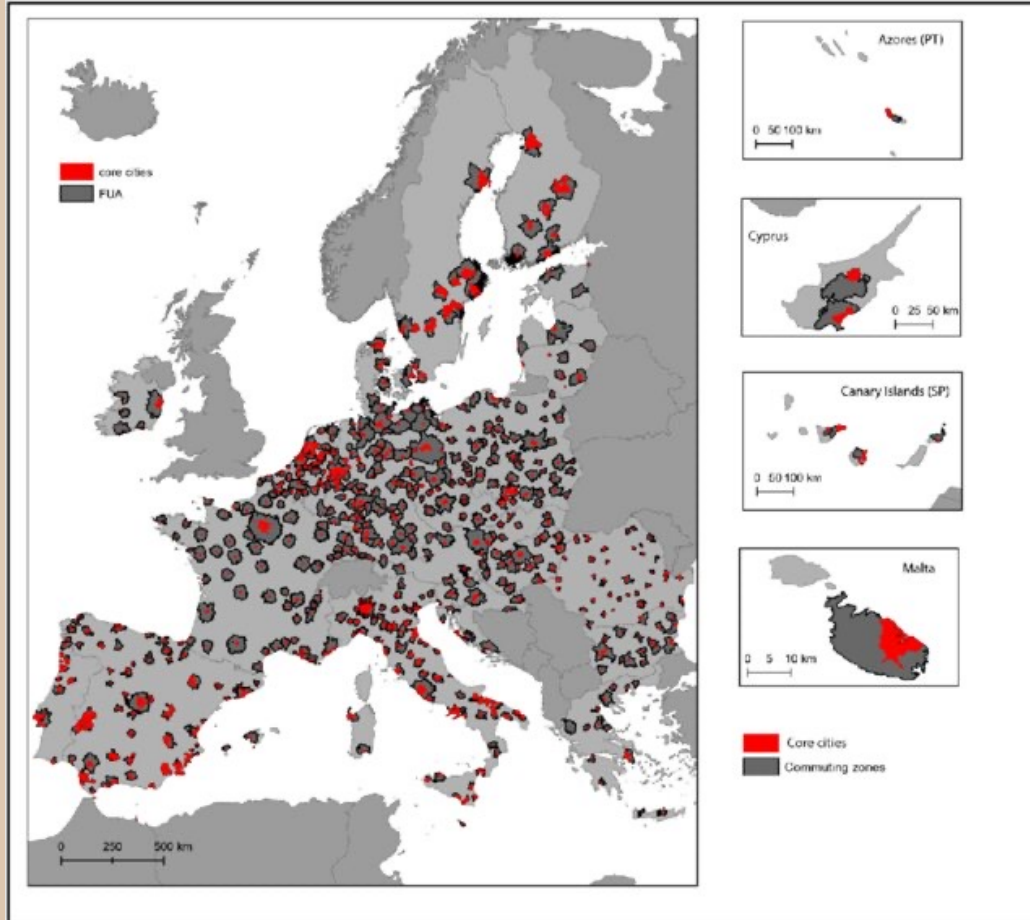 core cities
FUA
0 250 500 km
Azores (PT)
0 50 100 km
Cyprus
0 25 50 km
Canary Islands (SP)
0 50 100 km
Malta
0 5 10 km
Core cities
Commuting zones